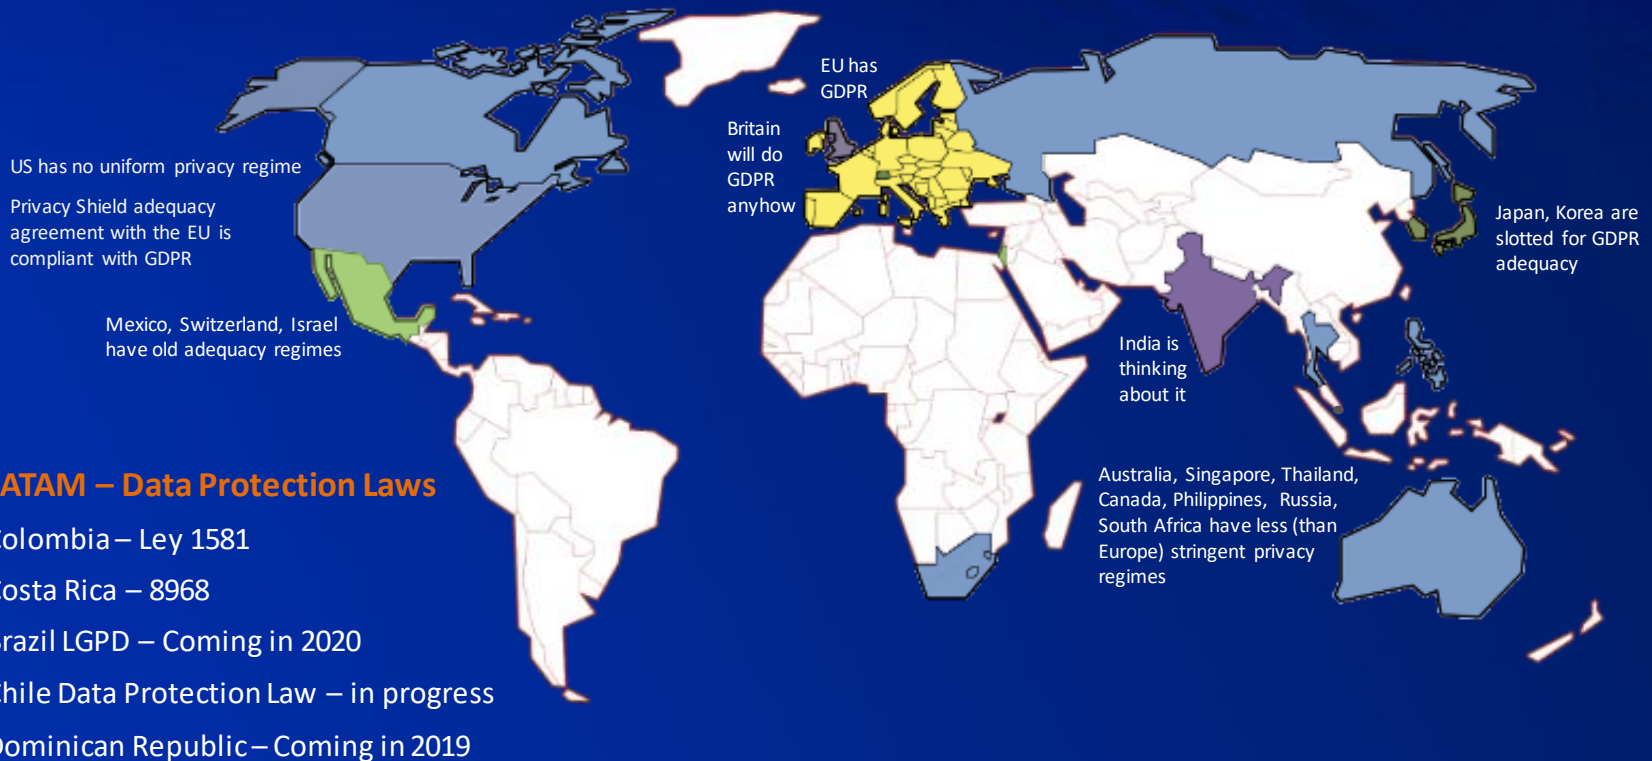 EU has
GDPR
Britain
will do
GDPR
anyhow
US has no uniform privacy regime
Privacy Shield adequacy
agreement with the EU is
compliant with GDPR
Japan, Korea are
slotted for GDPR
adequacy
Mexico, Switzerland, Israel
have old adequacy regimes
India is
thinking
about it
Australia, Singapore, Thailand,
Canada, Philippines, Russia,
South Africa have less (than
Europe) stringent privacy
regimes
ATAM – Data Protection Laws
olombia – Ley 1581
osta Rica – 8968
razil LGPD – Coming in 2020
hile Data Protection Law – in progress
ominican Republic – Coming in 2019